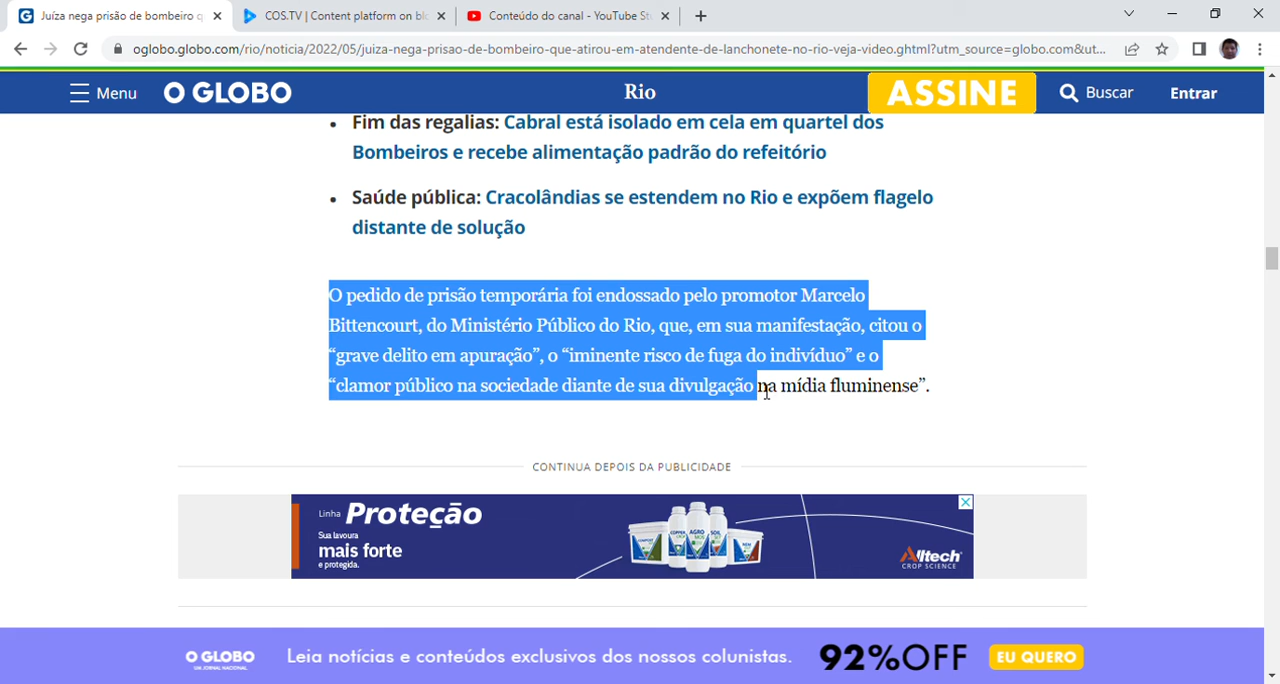 Juíza nega prisão de bombeiro q
COS.TV | Content platform on blo
Conteúdo do canal - YouTube Stu
oglobo.globo.com/rio/noticia/2022/05/juiza-nega-prisao-de-bombeiro-que-atirou-em-atendente-de-lanchonete-no-rio-veja-video.ghtml?utm_source=globo.com&ut...
Menu
O GLOBO
Rio
ASSINE
Buscar
Entrar
• Fim das regalias: Cabral está isolado em cela em quartel dos
Bombeiros e recebe alimentação padrão do refeitório
• Saúde pública: Cracolândias se estendem no Rio e expõem flagelo
distante de solução
O pedido de prisão temporária foi endossado pelo promotor Marcelo
Bittencourt, do Ministério Público do Rio, que, em sua manifestação, citou o
“grave delito em apuração”, o “iminente risco de fuga do indivíduo” e o
“clamor público na sociedade diante de sua divulgação na mídia fluminense”.
CONTINUA DEPOIS DA PUBLICIDADE
Linha Proteção
Sua lavoura
mais forte
e protegida.
AGRO
Alltech
CROP SCIENCE
O GLOBO
UM JORNAL NACIONAL
Leia notícias e conteúdos exclusivos dos nossos colunistas.
92%OFF
EU QUERO